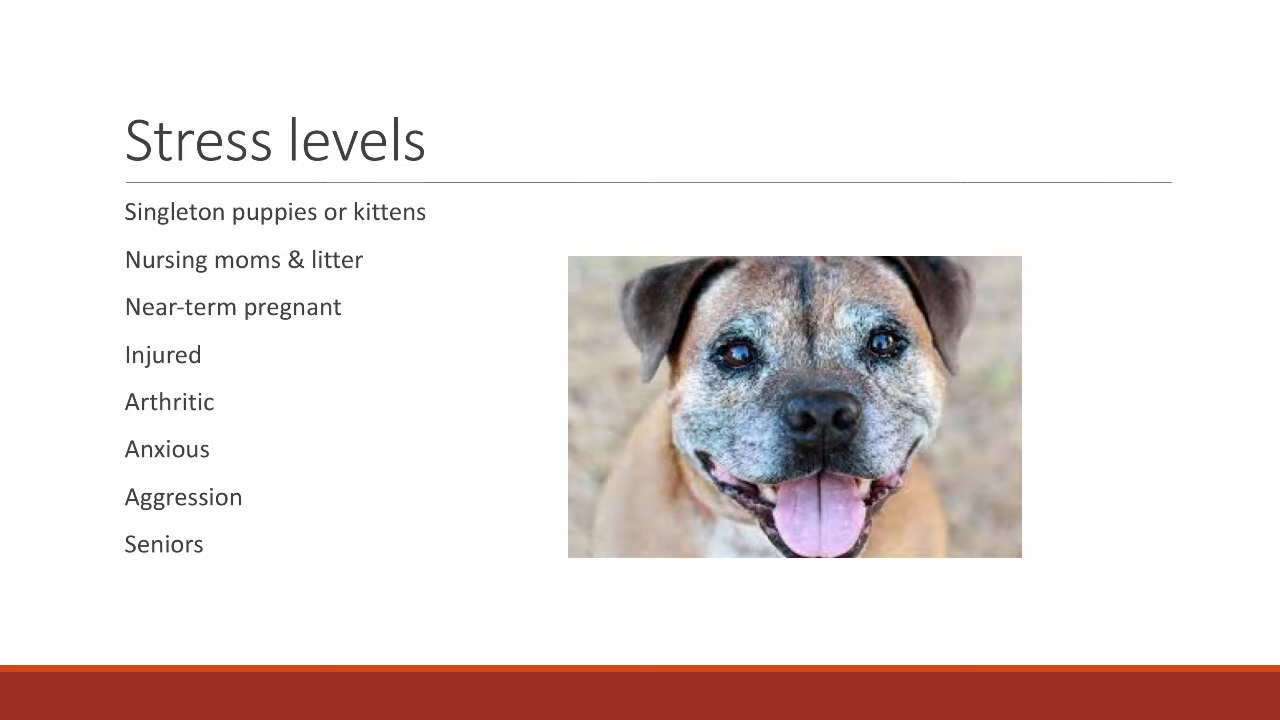 Stress levels
Singleton puppies or kittens
Nursing moms & litter
Near-term pregnant
Injured
Arthritic
Anxious
Aggression
Seniors